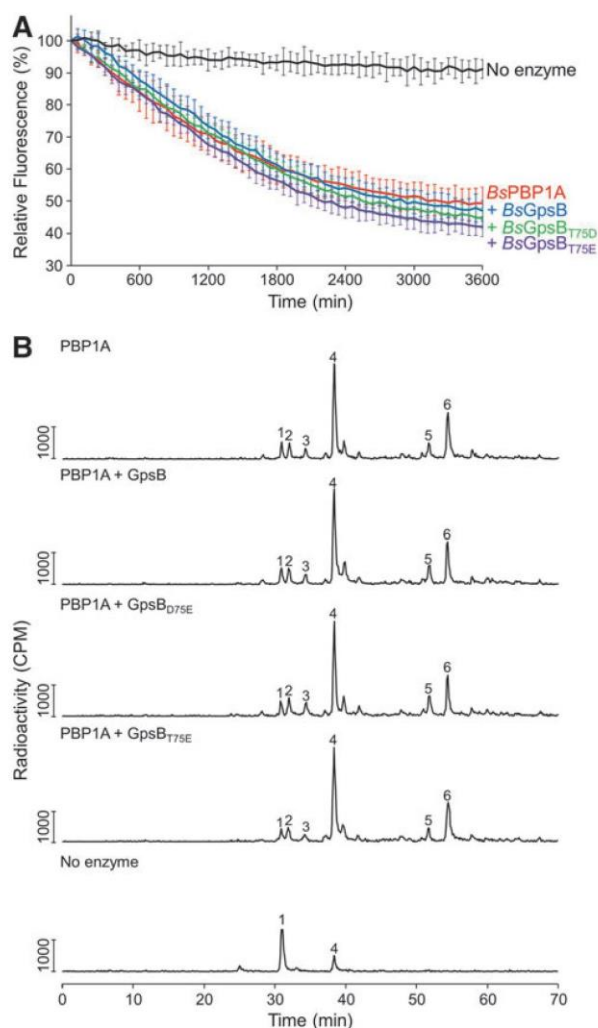 A
Relative Fluorescence (%)
100
90
80
70
60
50
40
30
No enzyme
BsPBP1A
+ BsGpsB
+ BsGpsBT75D
+ BsGpsBT75E
0 600 1200 1800 2400 3000 3600
Time (min)
B
Radioactivity (CPM)
PBP1A
1000
1 2 3 4 5 6
PBP1A + GpsB
1000
1 2 3 4 5 6
PBP1A + GpsBD75E
1000
1 2 3 4 5 6
PBP1A + GpsBT75E
1000
1 2 3 4 5 6
No enzyme
1000
1 4
0 10 20 30 40 50 60 70
Time (min)